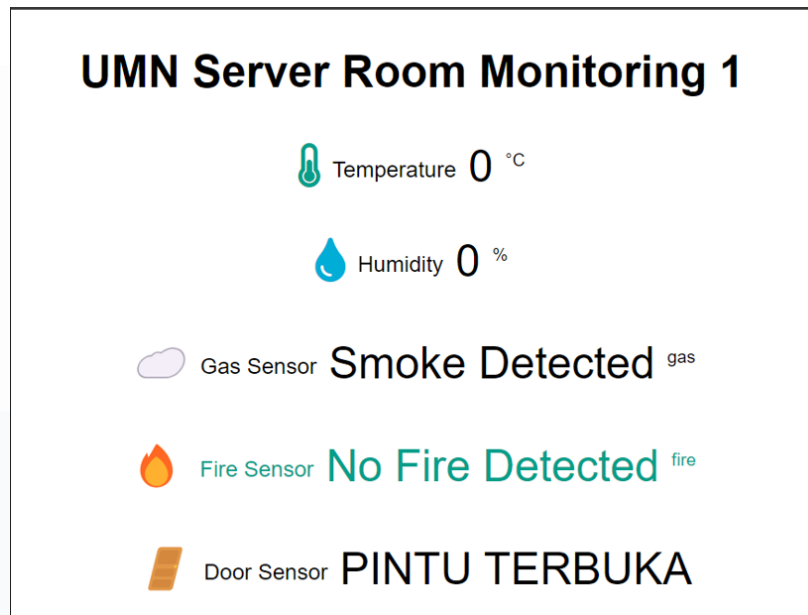 UMN Server Room Monitoring 1
Temperature 0 °C
Humidity 0 %
Gas Sensor Smoke Detected gas
Fire Sensor No Fire Detected fire
Door Sensor PINTU TERBUKA